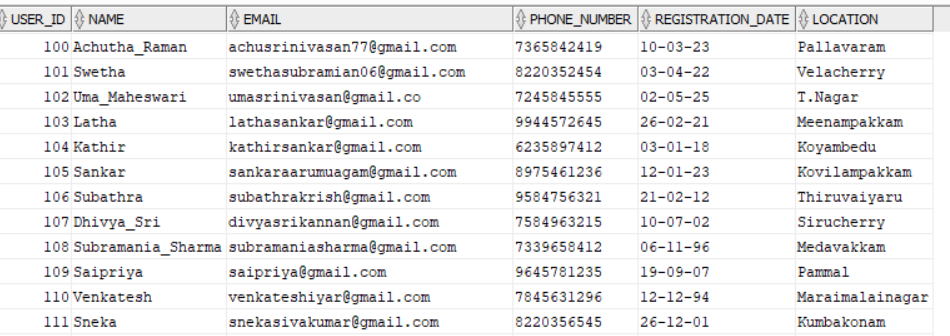 USER_ID NAME EMAIL PHONE_NUMBER REGISTRATION_DATE LOCATION
100 Achutha_Raman achusrinivasan77@gmail.com 7365842419 10-03-23 Pallavaram
101 Swetha swethasubramian06@gmail.com 8220352454 03-04-22 Velacherry
102 Uma_Maheswari umasrinivasan@gmail.co 7245845555 02-05-25 T.Nagar
103 Latha lathasankar@gmail.com 9944572645 26-02-21 Meenampakkam
104 Kathir kathirsankar@gmail.com 6235897412 03-01-18 Koyambedu
105 Sankar sankaraarumuagam@gmail.com 8975461236 12-01-23 Kovilampakkam
106 Subathra subathrakrish@gmail.com 9584756321 21-02-12 Thiruvaiyaru
107 Dhivya_Sri divyasrikannan@gmail.com 7584963215 10-07-02 Sirucherry
108 Subramania_Sharma subramaniasharma@gmail.com 7339658412 06-11-96 Medavakkam
109 Saipriya saipriya@gmail.com 9645781235 19-09-07 Pammal
110 Venkatesh venkateshiyar@gmail.com 7845631296 12-12-94 Maraimalainagar
111 Sneka snekasivakumar@gmail.com 8220356545 26-12-01 Kumbakonam